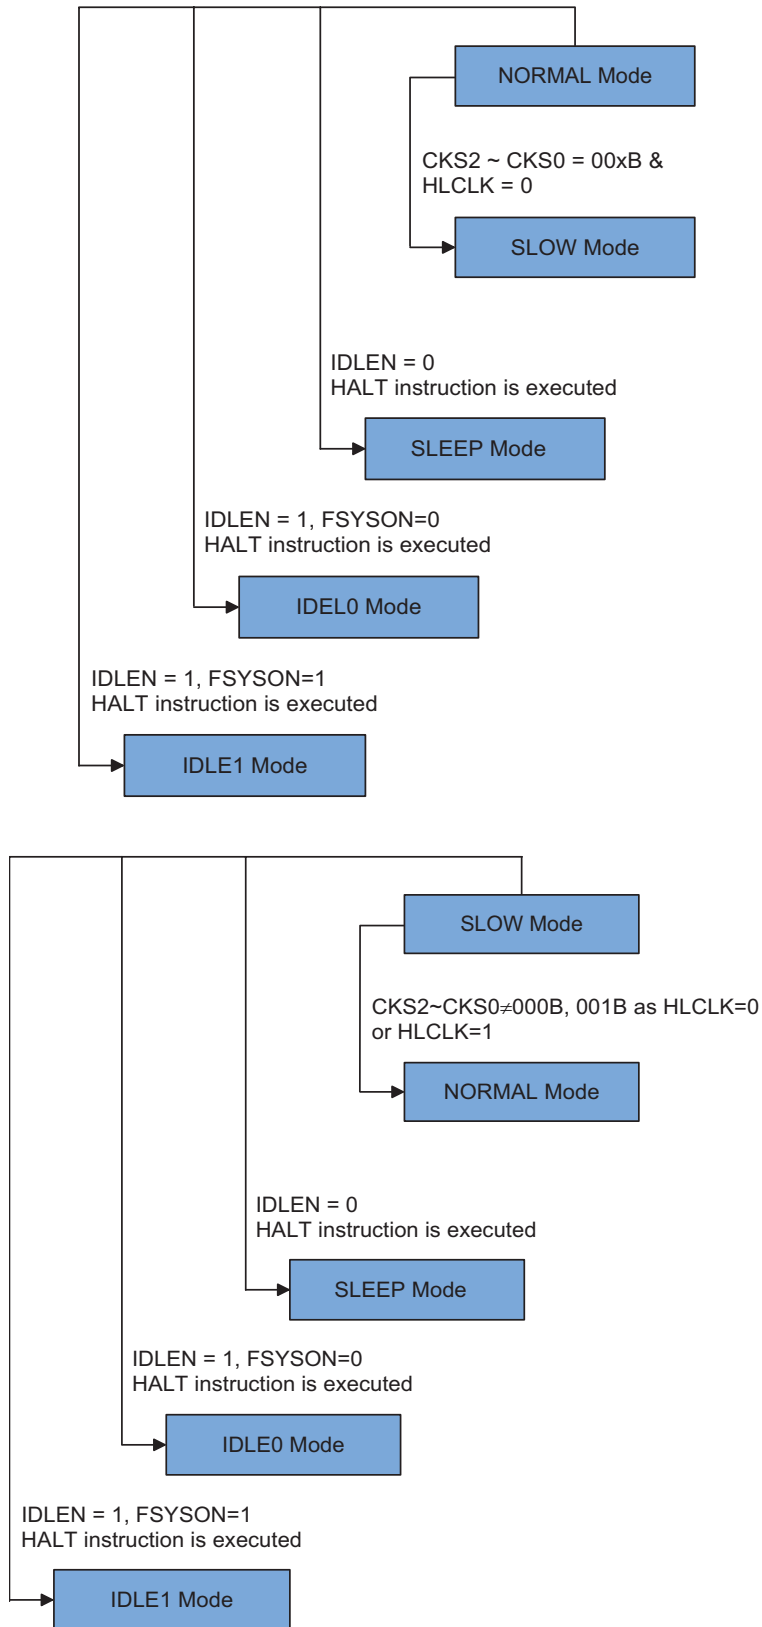 NORMAL Mode
CKS2 ~ CKS0 = 00xB &
HLCLK = 0
SLOW Mode
IDLEN = 0
HALT instruction is executed
SLEEP Mode
IDLEN = 1, FSYSON=0
HALT instruction is executed
IDEL0 Mode
IDLEN = 1, FSYSON=1
HALT instruction is executed
IDLE1 Mode
SLOW Mode
CKS2~CKS0≠000B, 001B as HLCLK=0
or HLCLK=1
NORMAL Mode
IDLEN = 0
HALT instruction is executed
SLEEP Mode
IDLEN = 1, FSYSON=0
HALT instruction is executed
IDLE0 Mode
IDLEN = 1, FSYSON=1
HALT instruction is executed
IDLE1 Mode